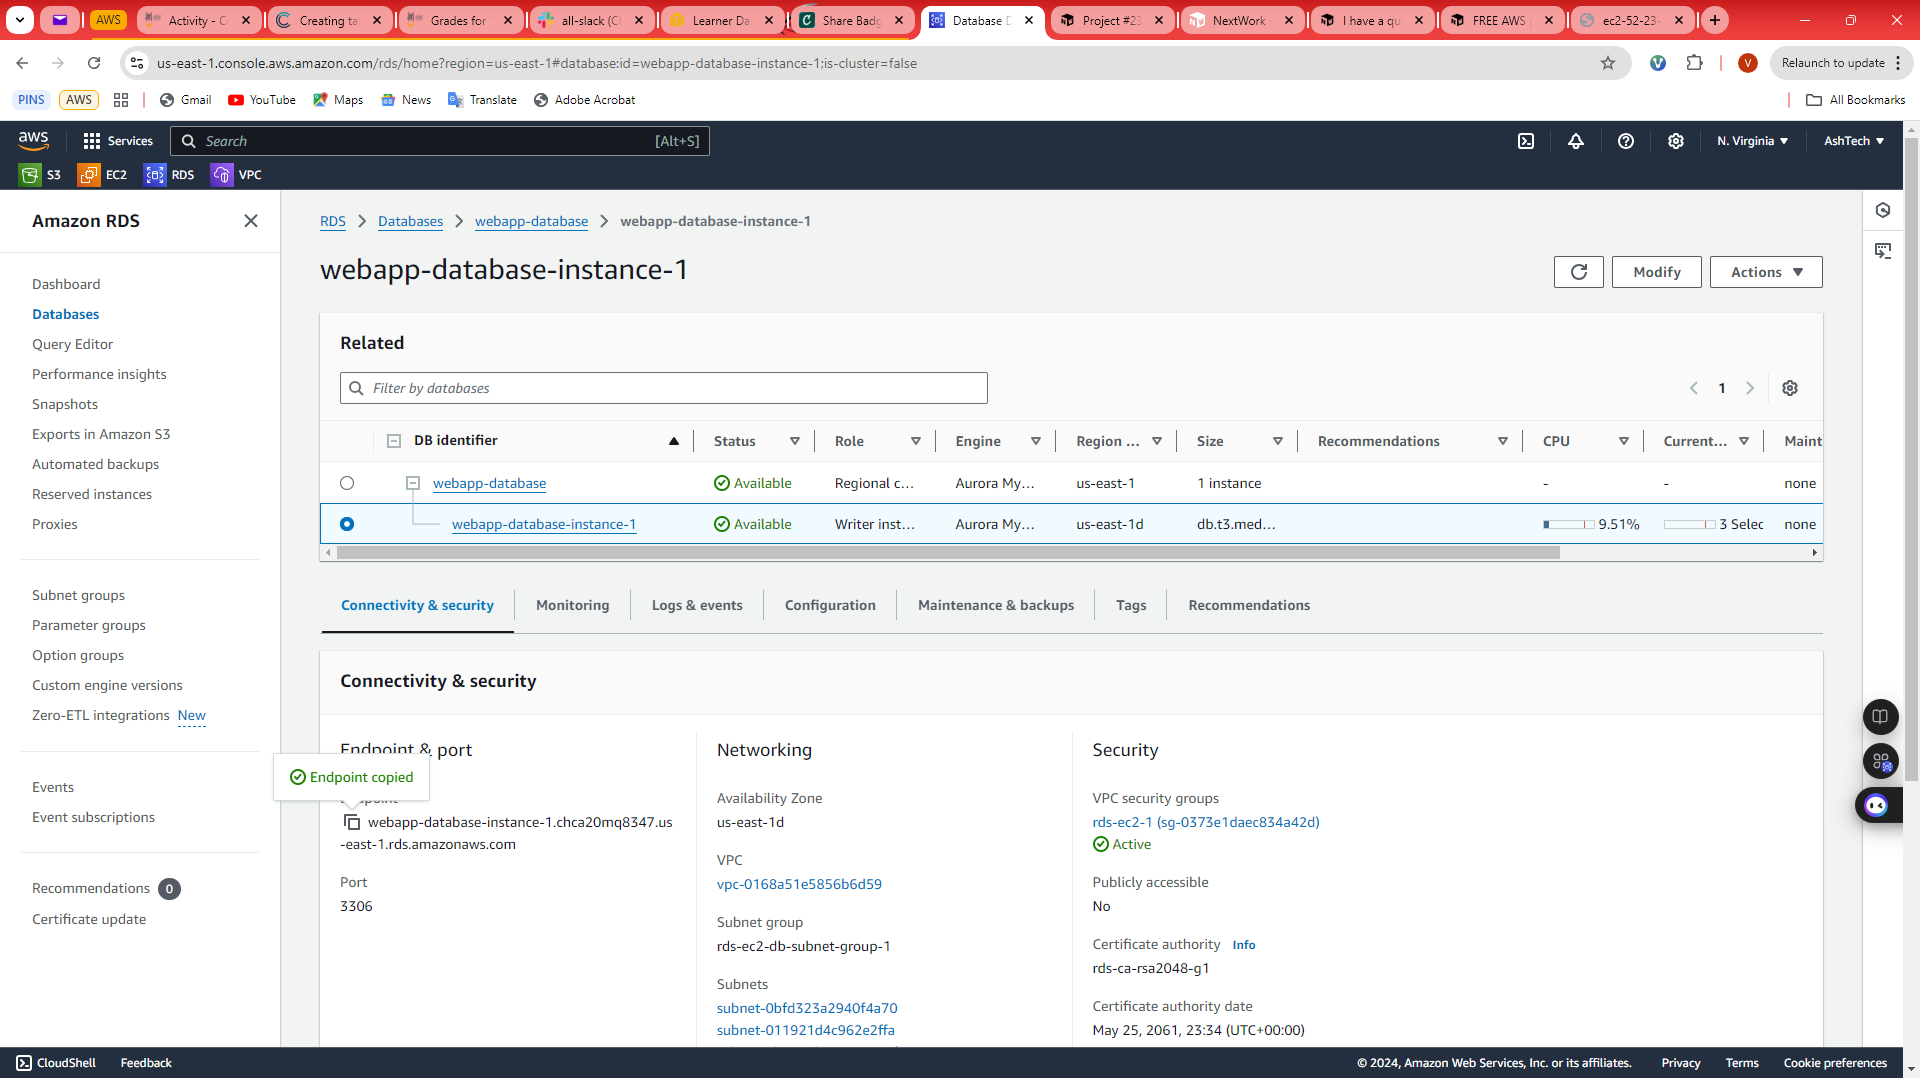 AWS
Activity - C
Creating ta
Grades for
all-slack (C
Learner Da
Share Badg
Database D
Project #23
NextWork
I have a qu
FREE AWS
ec2-52-23-
us-east-1.console.aws.amazon.com/rds/home?region=us-east-1#database:id=webapp-database-instance-1;is-cluster=false
V
Relaunch to update
PINS
AWS
Gmail
YouTube
Maps
News
Translate
Adobe Acrobat
All Bookmarks
aws
Services
Search
[Alt+S]
N. Virginia
AshTech
S3
EC2
RDS
VPC
Amazon RDS
Dashboard
Databases
Query Editor
Performance insights
Snapshots
Exports in Amazon S3
Automated backups
Reserved instances
Proxies
Subnet groups
Parameter groups
Option groups
Custom engine versions
Zero-ETL integrations New
Events
Event subscriptions
Recommendations 0
Certificate update
RDS > Databases > webapp-database > webapp-database-instance-1
webapp-database-instance-1
Modify
Actions
Related
Filter by databases
1
DB identifier
Status
Role
Engine
Region ...
Size
Recommendations
CPU
Current...
Maint
webapp-database
Available
Regional c...
Aurora My...
us-east-1
1 instance
-
-
none
webapp-database-instance-1
Available
Writer inst...
Aurora My...
us-east-1d
db.t3.med...
9.51%
3 Selec
none
Connectivity & security
Monitoring
Logs & events
Configuration
Maintenance & backups
Tags
Recommendations
Connectivity & security
Endpoint & port
Endpoint copied
Endpoint
webapp-database-instance-1.chca20mq8347.us
-east-1.rds.amazonaws.com
Port
3306
Networking
Availability Zone
us-east-1d
VPC
vpc-0168a51e5856b6d59
Subnet group
rds-ec2-db-subnet-group-1
Subnets
subnet-0bfd323a2940f4a70
subnet-011921d4c962e2ffa
Security
VPC security groups
rds-ec2-1 (sg-0373e1daec834a42d)
Active
Publicly accessible
No
Certificate authority Info
rds-ca-rsa2048-g1
Certificate authority date
May 25, 2061, 23:34 (UTC+00:00)
CloudShell
Feedback
© 2024, Amazon Web Services, Inc. or its affiliates.
Privacy
Terms
Cookie preferences